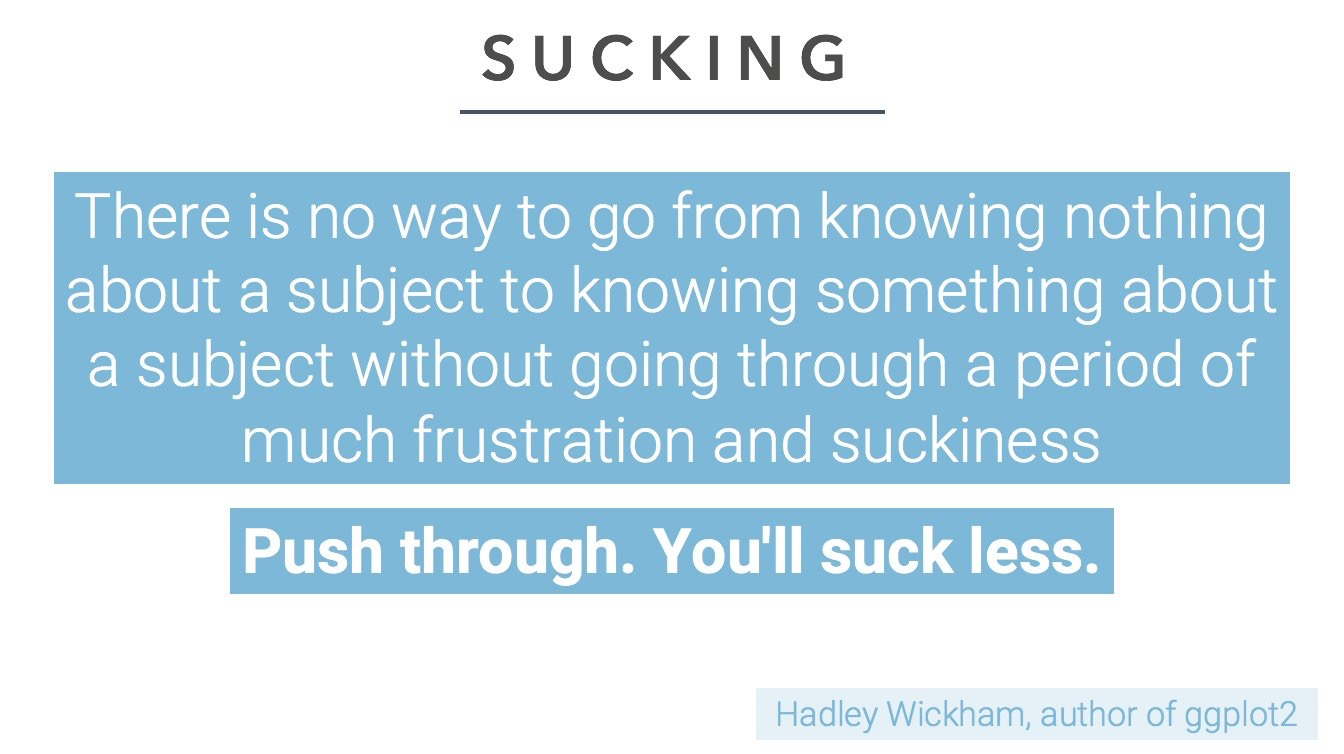 SUCKING
There is no way to go from knowing nothing
about a subject to knowing something about
a subject without going through a period of
much frustration and suckiness
Push through. You'll suck less.
Hadley Wickham, author of ggplot2